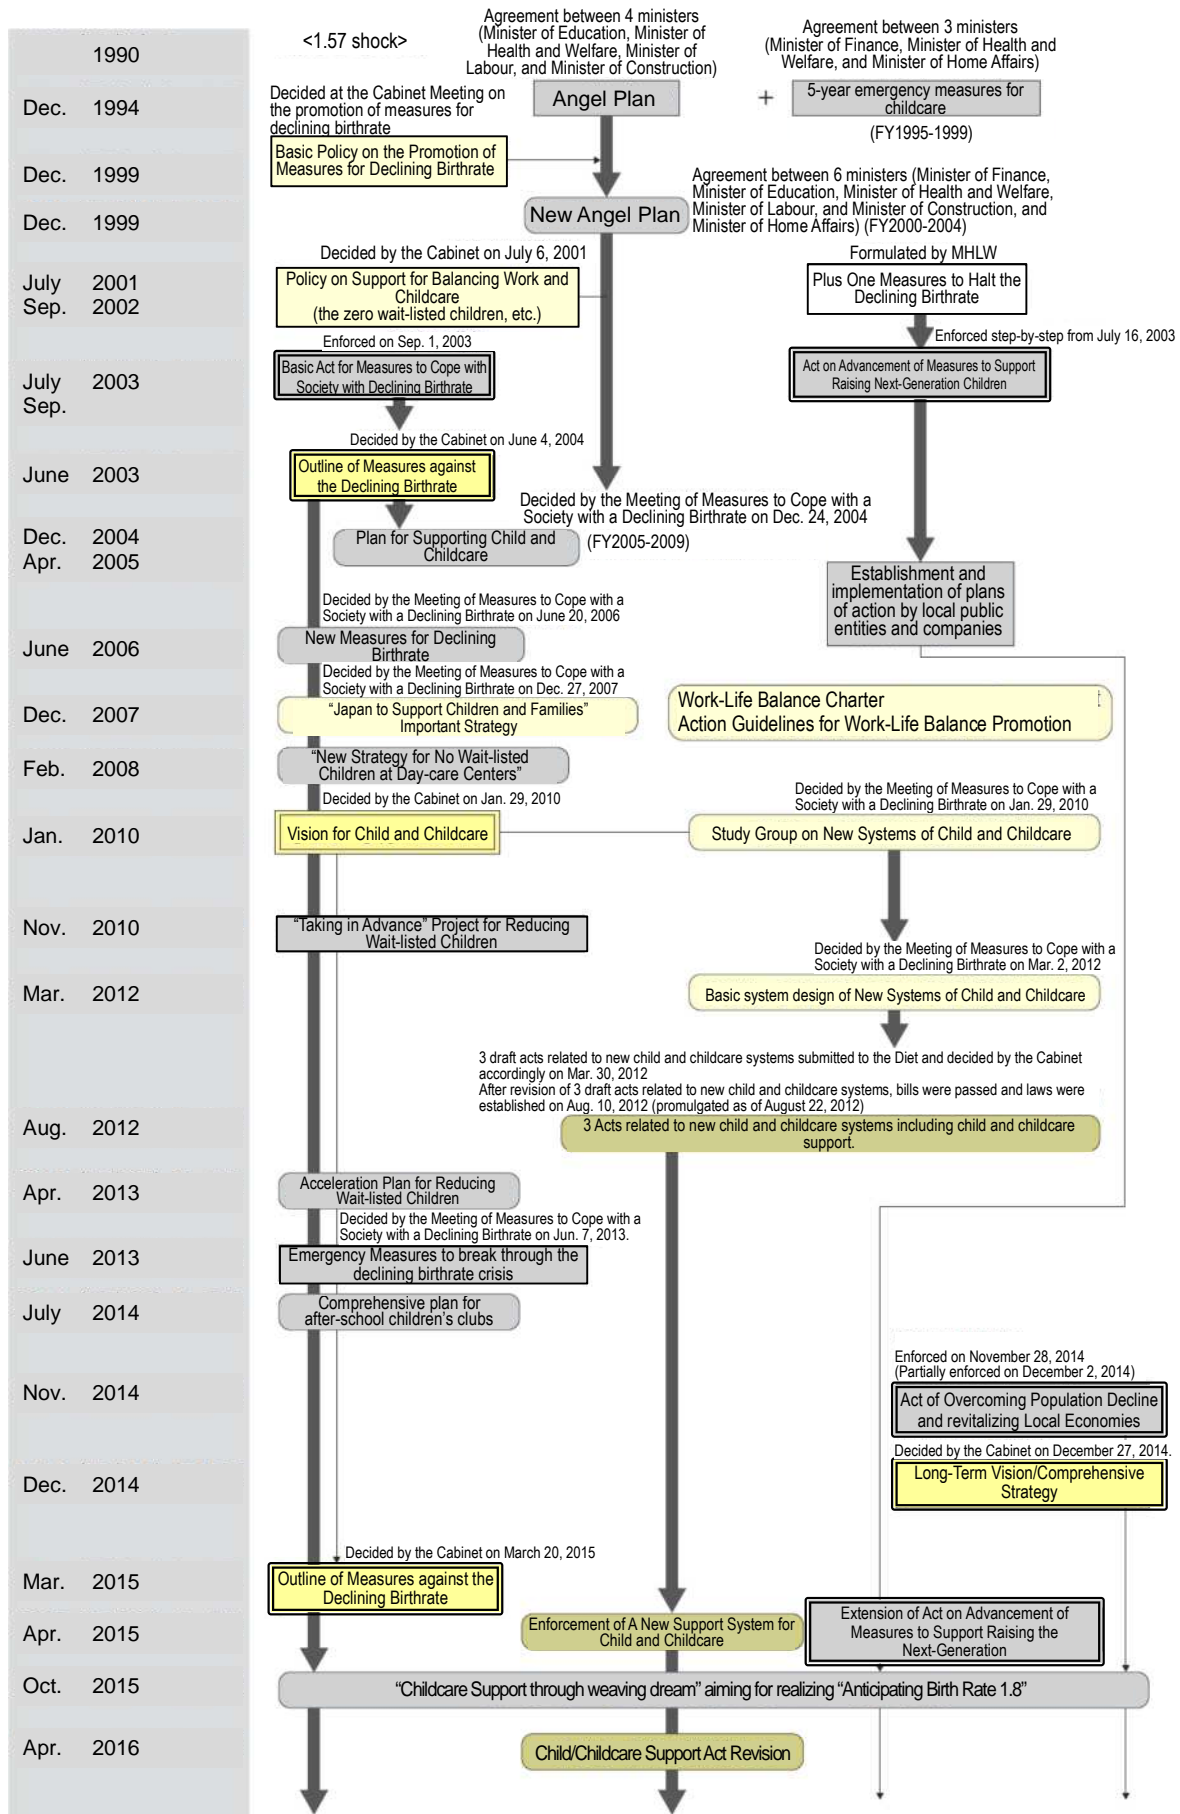 1990
<1.57 shock>
Agreement between 4 ministers
(Minister of Education, Minister of
Health and Welfare, Minister of
Labour, and Minister of Construction)
Agreement between 3 ministers
(Minister of Finance, Minister of Health and
Welfare, and Minister of Home Affairs)
Dec. 1994
Angel Plan
+
5-year emergency measures for
childcare
(FY1995-1999)
Decided at the Cabinet Meeting on
the promotion of measures for
declining birthrate
Dec. 1999
Basic Policy on the Promotion of
Measures for Declining Birthrate
Dec. 1999
New Angel Plan
Agreement between 6 ministers (Minister of Finance,
Minister of Education, Minister of Health and Welfare,
Minister of Labour, and Minister of Construction, and
Minister of Home Affairs) (FY2000-2004)
Decided by the Cabinet on July 6, 2001
July 2001
Sep. 2002
Policy on Support for Balancing Work and
Childcare
(the zero wait-listed children, etc.)
Formulated by MHLW
Plus One Measures to Halt the
Declining Birthrate
Enforced on Sep. 1, 2003
Enforced step-by-step from July 16, 2003
July 2003
Sep.
Basic Act for Measures to Cope with
Society with Declining Birthrate
Act on Advancement of Measures to Support
Raising Next-Generation Children
Decided by the Cabinet on June 4, 2004
June 2003
Outline of Measures against
the Declining Birthrate
Decided by the Meeting of Measures to Cope with a
Society with a Declining Birthrate on Dec. 24, 2004
(FY2005-2009)
Dec. 2004
Apr. 2005
Plan for Supporting Child and
Childcare
Establishment and
implementation of plans
of action by local public
entities and companies
Decided by the Meeting of Measures to Cope with a
Society with a Declining Birthrate on June 20, 2006
June 2006
New Measures for Declining
Birthrate
Decided by the Meeting of Measures to Cope with a
Society with a Declining Birthrate on Dec. 27, 2007
Dec. 2007
“Japan to Support Children and Families”
Important Strategy
Work-Life Balance Charter
Action Guidelines for Work-Life Balance Promotion
Feb. 2008
“New Strategy for No Wait-listed
Children at Day-care Centers”
Decided by the Cabinet on Jan. 29, 2010
Decided by the Meeting of Measures to Cope with a
Society with a Declining Birthrate on Jan. 29, 2010
Jan. 2010
Vision for Child and Childcare
Study Group on New Systems of Child and Childcare
Nov. 2010
“Taking in Advance” Project for Reducing
Wait-listed Children
Decided by the Meeting of Measures to Cope with a
Society with a Declining Birthrate on Mar. 2, 2012
Mar. 2012
Basic system design of New Systems of Child and Childcare
3 draft acts related to new child and childcare systems submitted to the Diet and decided by the Cabinet
accordingly on Mar. 30, 2012
After revision of 3 draft acts related to new child and childcare systems, bills were passed and laws were
established on Aug. 10, 2012 (promulgated as of August 22, 2012)
Aug. 2012
3 Acts related to new child and childcare systems including child and childcare
support.
Apr. 2013
Acceleration Plan for Reducing
Wait-listed Children
Decided by the Meeting of Measures to Cope with a
Society with a Declining Birthrate on Jun. 7, 2013.
June 2013
Emergency Measures to break through the
declining birthrate crisis
July 2014
Comprehensive plan for
after-school children’s clubs
Enforced on November 28, 2014
(Partially enforced on December 2, 2014)
Nov. 2014
Act of Overcoming Population Decline
and revitalizing Local Economies
Decided by the Cabinet on December 27, 2014.
Dec. 2014
Long-Term Vision/Comprehensive
Strategy
Decided by the Cabinet on March 20, 2015
Mar. 2015
Outline of Measures against the
Declining Birthrate
Apr. 2015
Enforcement of A New Support System for
Child and Childcare
Extension of Act on Advancement of
Measures to Support Raising the
Next-Generation
Oct. 2015
“Childcare Support through weaving dream” aiming for realizing “Anticipating Birth Rate 1.8”
Apr. 2016
Child/Childcare Support Act Revision